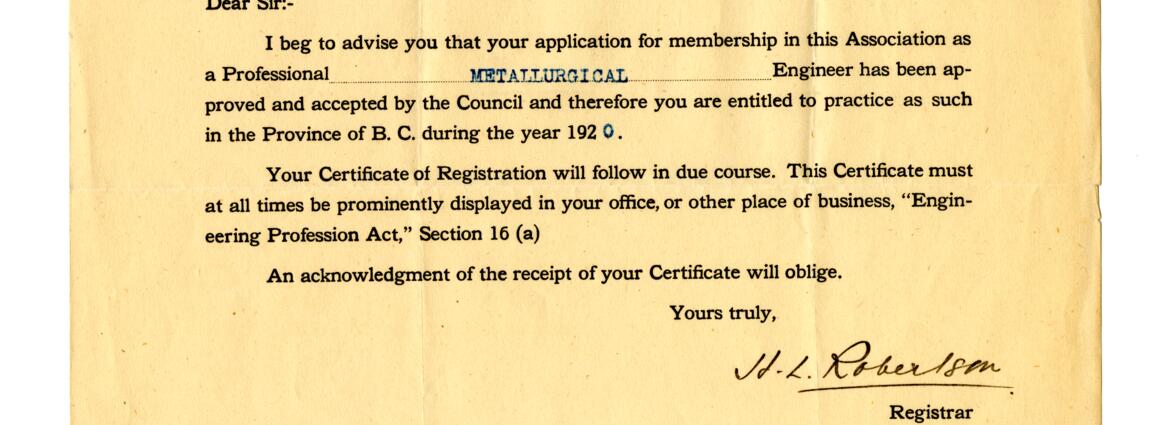 Dear Sir:-
I beg to advise you that your application for membership in this Association as
a Professional METALLURGICAL Engineer has been ap-
proved and accepted by the Council and therefore you are entitled to practice as such
in the Province of B. C. during the year 1920.
Your Certificate of Registration will follow in due course. This Certificate must
at all times be prominently displayed in your office, or other place of business, “Engin-
eering Profession Act,” Section 16 (a)
An acknowledgment of the receipt of your Certificate will oblige.
Yours truly,
H. L. Robertson
Registrar